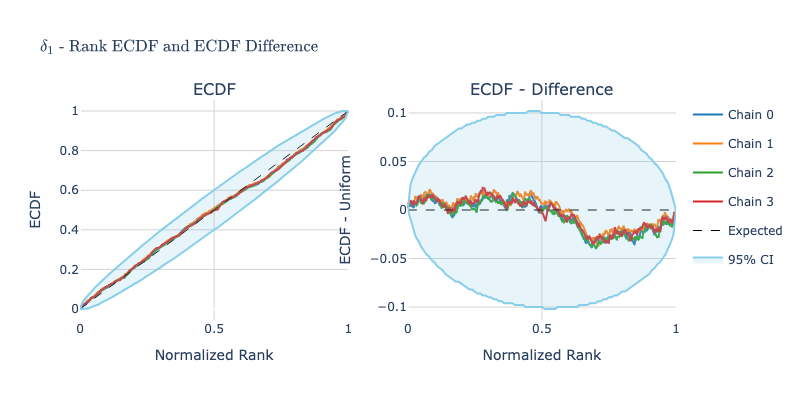 δ₁ - Rank ECDF and ECDF Difference
ECDF
ECDF - Difference
ECDF
1
0.8
0.6
0.4
0.2
0
0
0.5
1
Normalized Rank
ECDF - Uniform
0.1
0.05
0
−0.05
−0.1
0
0.5
1
Normalized Rank
Chain 0
Chain 1
Chain 2
Chain 3
Expected
95% CI